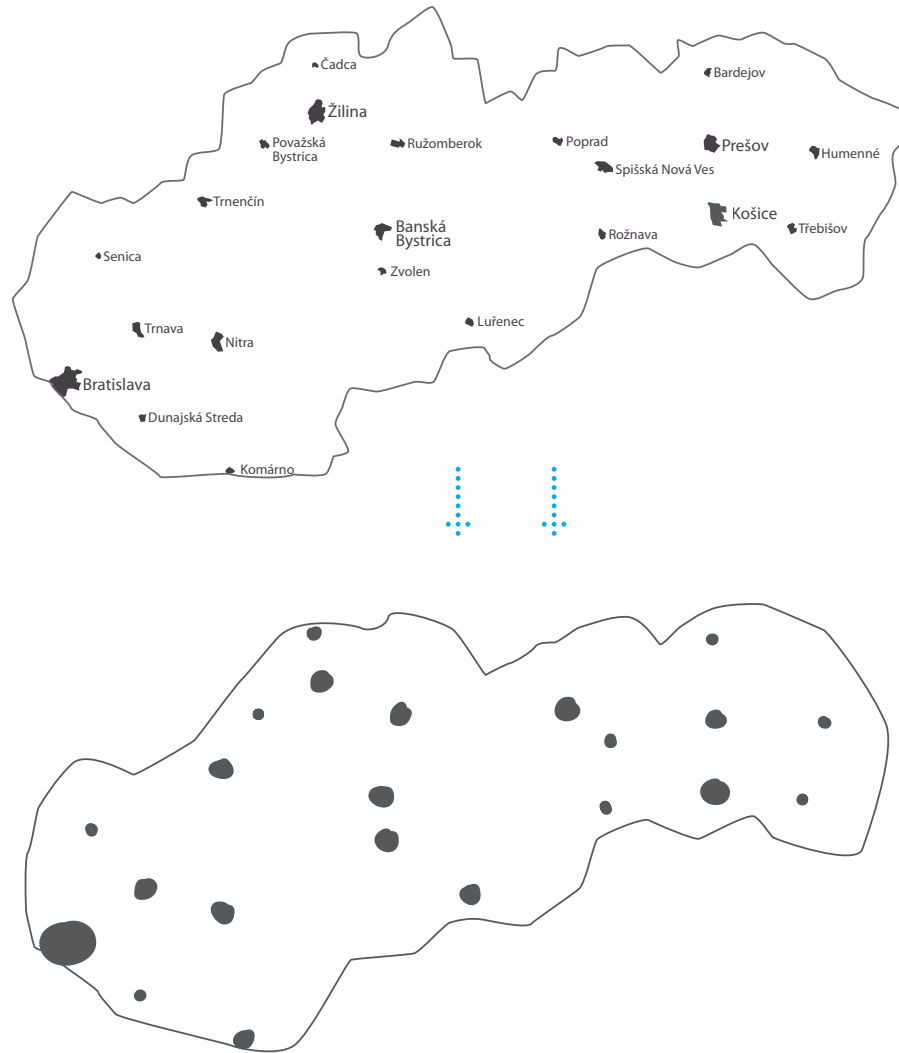 Čadca
Bardejov
Žilina
Považská
Bystrica
Ružomberok
Poprad
Prešov
Humenné
Spišská Nová Ves
Trnenčín
Košice
Banská
Bystrica
Rožnava
Třebišov
Senica
Zvolen
Luřenec
Trnava
Nitra
Bratislava
Dunajská Streda
Komárno